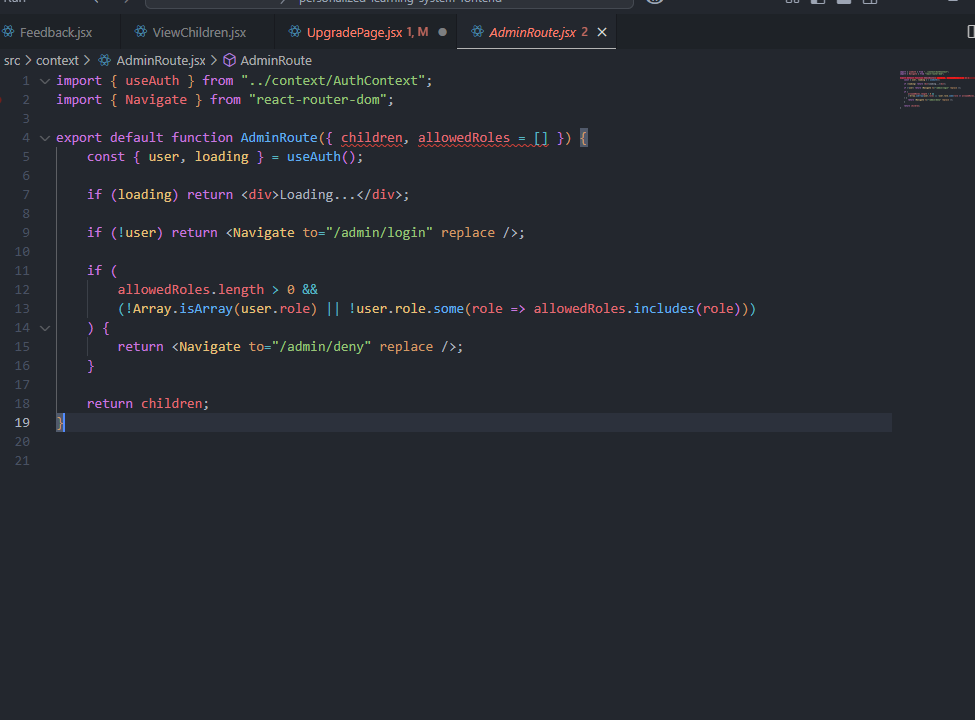 Feedback.jsx ViewChildren.jsx UpgradePage.jsx 1, M AdminRoute.jsx 2
src > context > AdminRoute.jsx > AdminRoute
1 import { useAuth } from "../context/AuthContext";
2 import { Navigate } from "react-router-dom";
3
4 export default function AdminRoute({ children, allowedRoles = [] }) {
5 const { user, loading } = useAuth();
6
7 if (loading) return <div>Loading...</div>;
8
9 if (!user) return <Navigate to="/admin/login" replace />;
10
11 if (
12 allowedRoles.length > 0 &&
13 (!Array.isArray(user.role) || !user.role.some(role => allowedRoles.includes(role)))
14 ) {
15 return <Navigate to="/admin/deny" replace />;
16 }
17
18 return children;
19 }
20
21